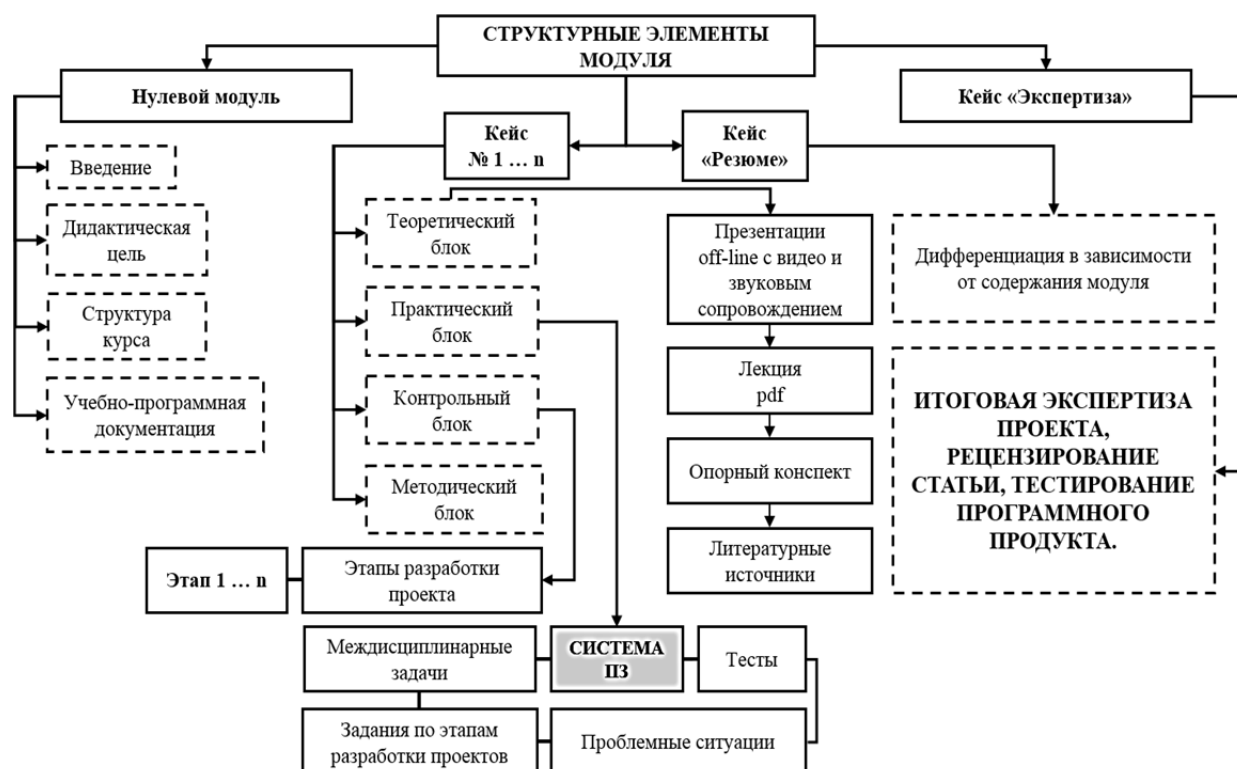 СТРУКТУРНЫЕ ЭЛЕМЕНТЫ
МОДУЛЯ
Нулевой модуль
Кейс «Экспертиза»
Кейс
№ 1 … n
Кейс
«Резюме»
Введение
Дидактическая
цель
Структура
курса
Учебно-программная
документация
Теоретический
блок
Практический
блок
Контрольный
блок
Методический
блок
Презентации
off-line с видео и
звуковым
сопровождением
Лекция
pdf
Опорный конспект
Литературные
источники
Дифференциация в зависимости
от содержания модуля
ИТОГОВАЯ ЭКСПЕРТИЗА
ПРОЕКТА,
РЕЦЕНЗИРОВАНИЕ
СТАТЬИ, ТЕСТИРОВАНИЕ
ПРОГРАММНОГО
ПРОДУКТА.
Этап 1 … n
Этапы разработки
проекта
Междисциплинарные
задачи
СИСТЕМА
ПЗ
Тесты
Задания по этапам
разработки проектов
Проблемные ситуации